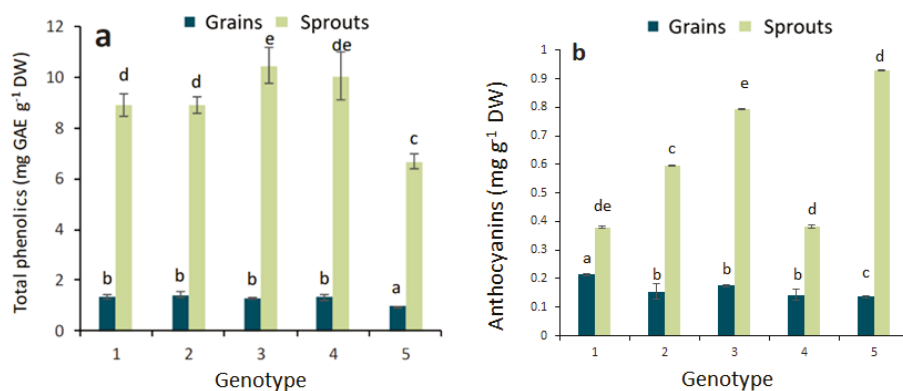 Grains Sprouts
a
Total phenolics (mg GAE g-1 DW)
12
10
8
6
4
2
0
d
d
e
de
c
b
b
b
b
a
1 2 3 4 5
Genotype
Grains Sprouts
b
Anthocyanins (mg g-1 DW)
1
0.9
0.8
0.7
0.6
0.5
0.4
0.3
0.2
0.1
0
de
c
e
d
d
a
b
b
b
c
1 2 3 4 5
Genotype